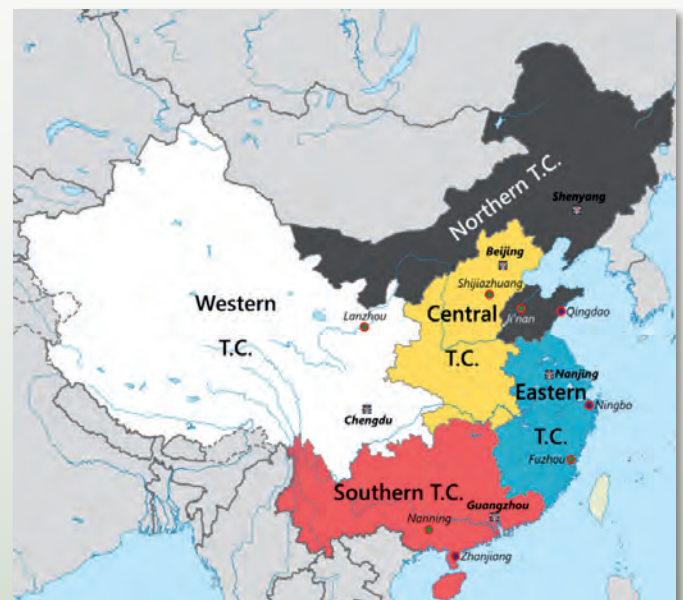 Northern T.C.
Shenyang
Beijing
Shijiazhuang
Western
T.C.
Lanzhou
Central
T.C.
Ji'nan
Qingdao
Nanjing
Eastern
T.C.
Ningbo
Chengdu
Fuzhou
Southern T.C.
Guangzhou
Nanning
Zhanjiang